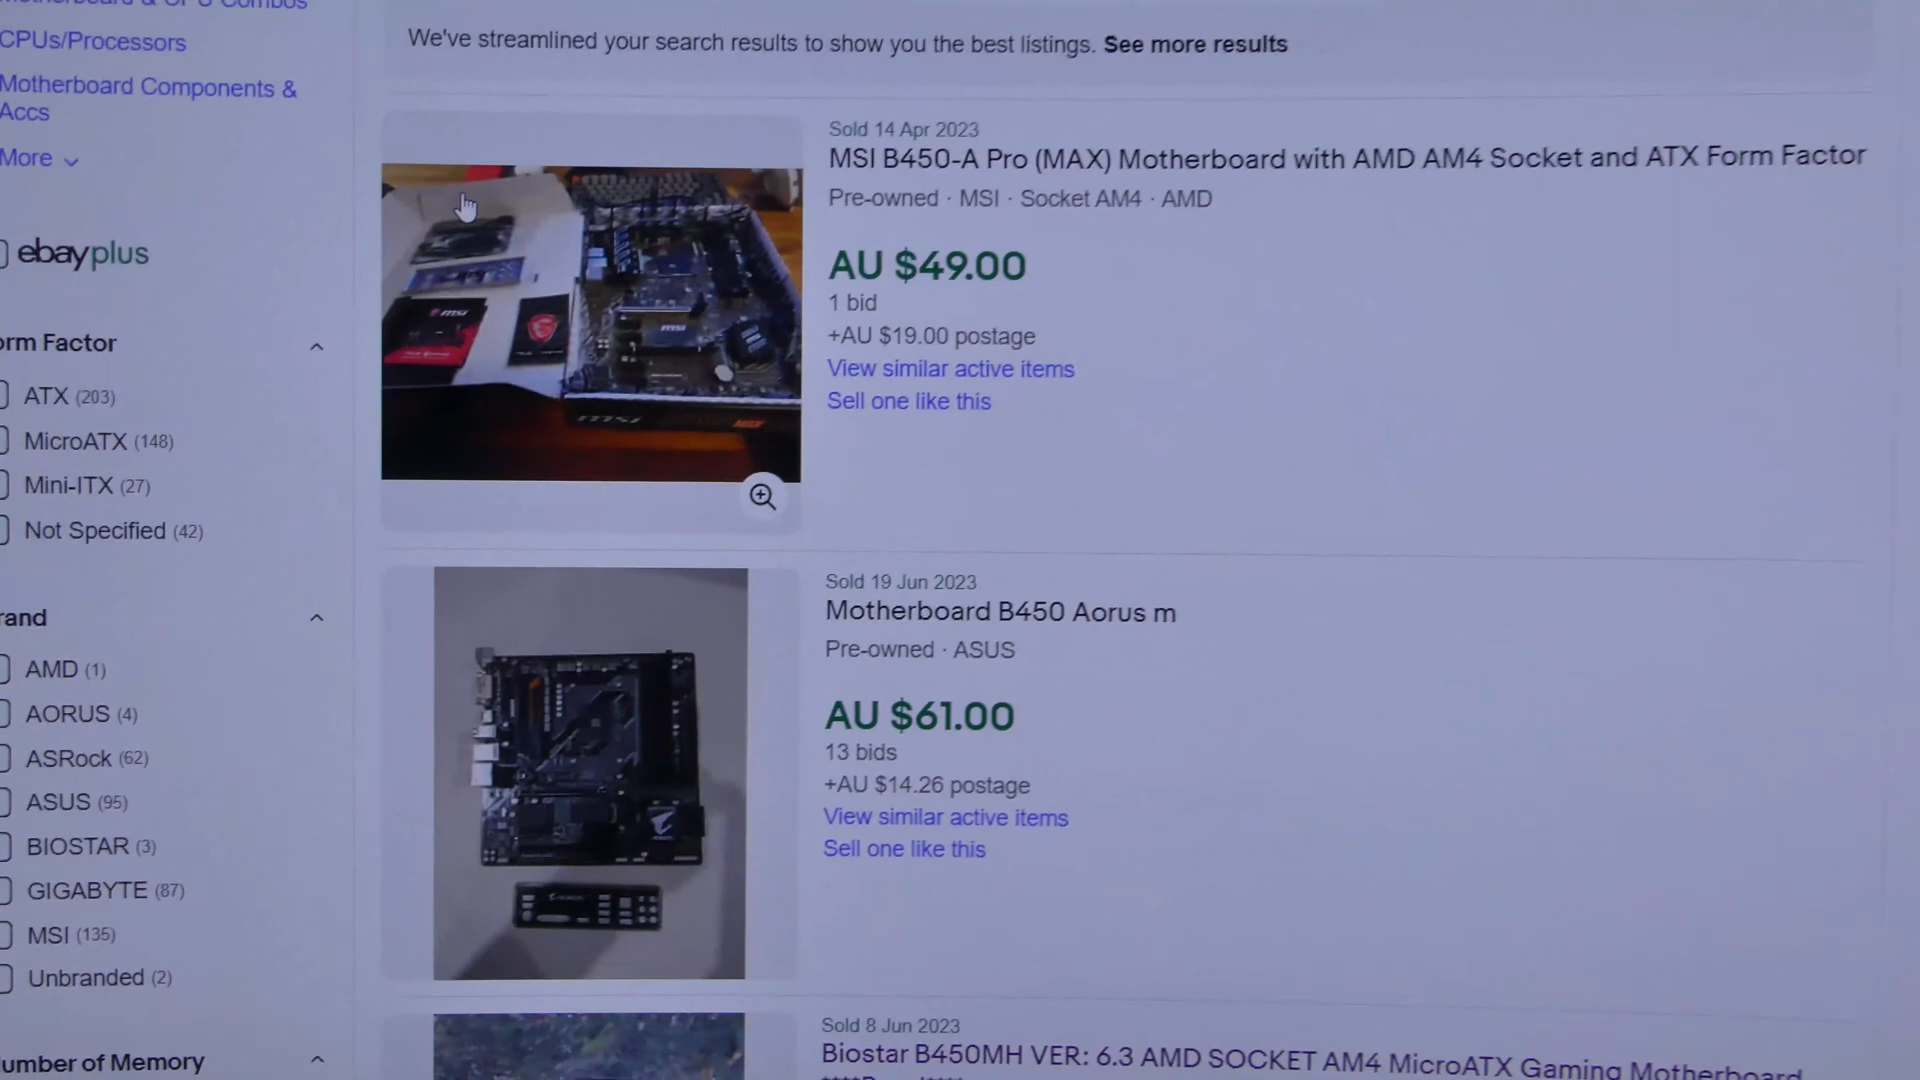 CPUs/Processors
Motherboard Components &
Accs
More
ebayplus
orm Factor
ATX (203)
MicroATX (148)
Mini-ITX (27)
Not Specified (42)
rand
AMD (1)
AORUS (4)
ASRock (62)
ASUS (95)
BIOSTAR (3)
GIGABYTE (87)
MSI (135)
Unbranded (2)
umber of Memory
We've streamlined your search results to show you the best listings. See more results
Sold 14 Apr 2023
MSI B450-A Pro (MAX) Motherboard with AMD AM4 Socket and ATX Form Factor
Pre-owned · MSI · Socket AM4 · AMD
AU $49.00
1 bid
+AU $19.00 postage
View similar active items
Sell one like this
msi
msi
msi
Sold 19 Jun 2023
Motherboard B450 Aorus m
Pre-owned · ASUS
AU $61.00
13 bids
+AU $14.26 postage
View similar active items
Sell one like this
Sold 8 Jun 2023
Biostar B450MH VER: 6.3 AMD SOCKET AM4 MicroATX Gaming Motherboard